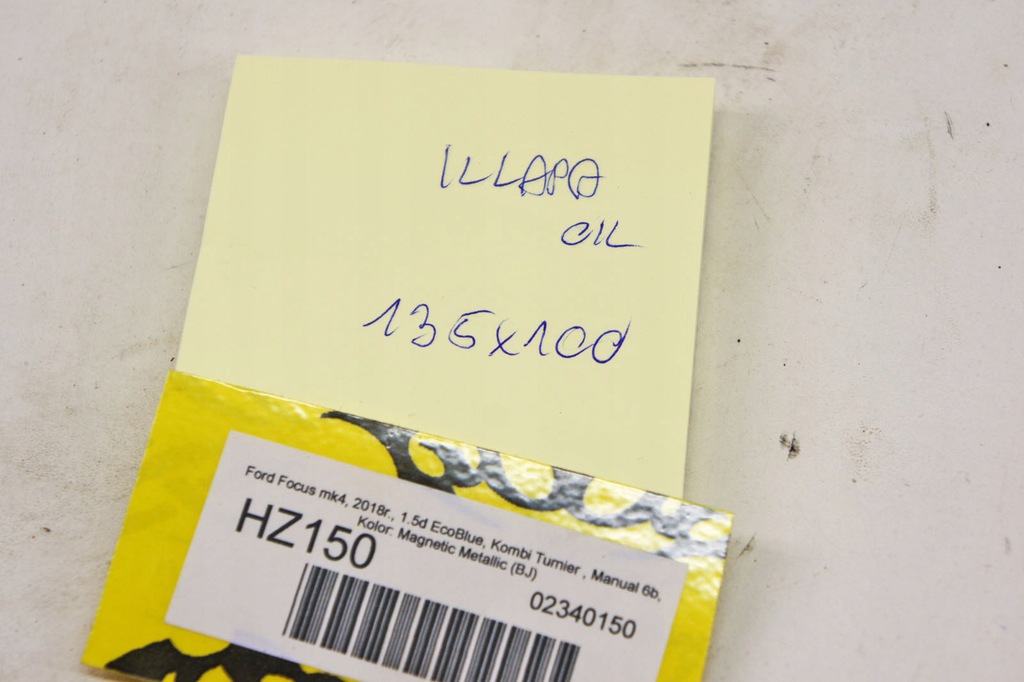 ILLAPA
OIL
135x100
Ford Focus mk4, 2018r., 1.5d EcoBlue, Kombi Turnier , Manual 6b,
Kolor: Magnetic Metallic (BJ)
HZ150
02340150